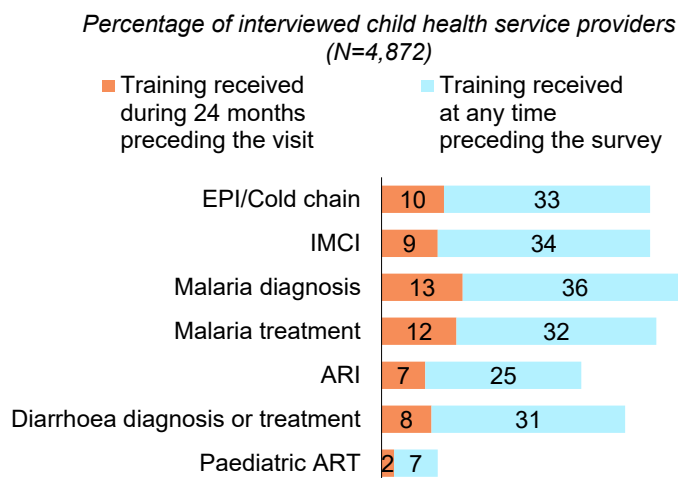 Percentage of interviewed child health service providers
(N=4,872)
Training received
during 24 months
preceding the visit
Training received
at any time
preceding the survey
EPI/Cold chain 10 33
IMCI 9 34
Malaria diagnosis 13 36
Malaria treatment 12 32
ARI 7 25
Diarrhoea diagnosis or treatment 8 31
Paediatric ART 2 7